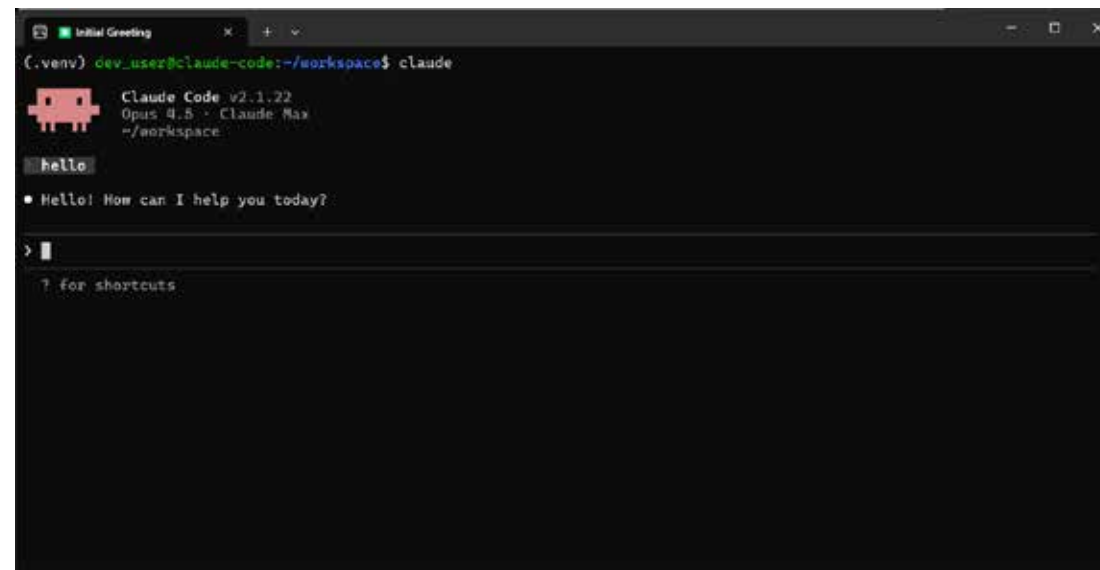 Initial Greeting
(.venv) dev_user@claude-code:~/workspace$ claude
Claude Code v2.1.22
Opus 4.5 · Claude Max
~/workspace
> hello
● Hello! How can I help you today?
>
? for shortcuts